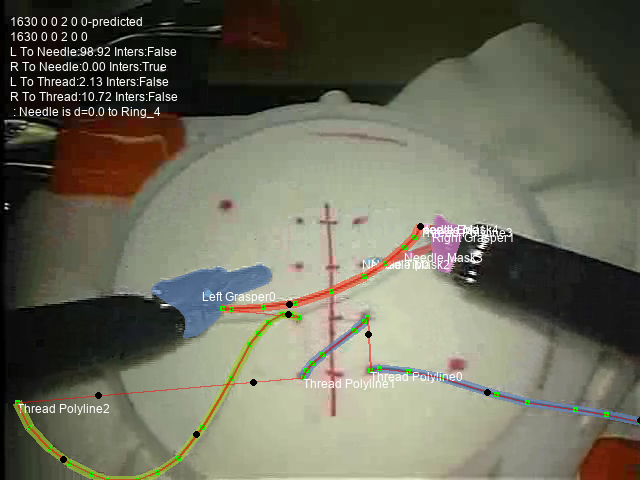 1630 0 0 2 0 0-predicted
1630 0 0 2 0 0
L To Needle:98.92 Inters:False
R To Needle:0.00 Inters:True
L To Thread:2.13 Inters:False
R To Thread:10.72 Inters:False
: Needle is d=0.0 to Ring_4
Right Grasper1
Needle Mask
Left Grasper0
Thread Polyline0
Thread Polyline1
Thread Polyline2